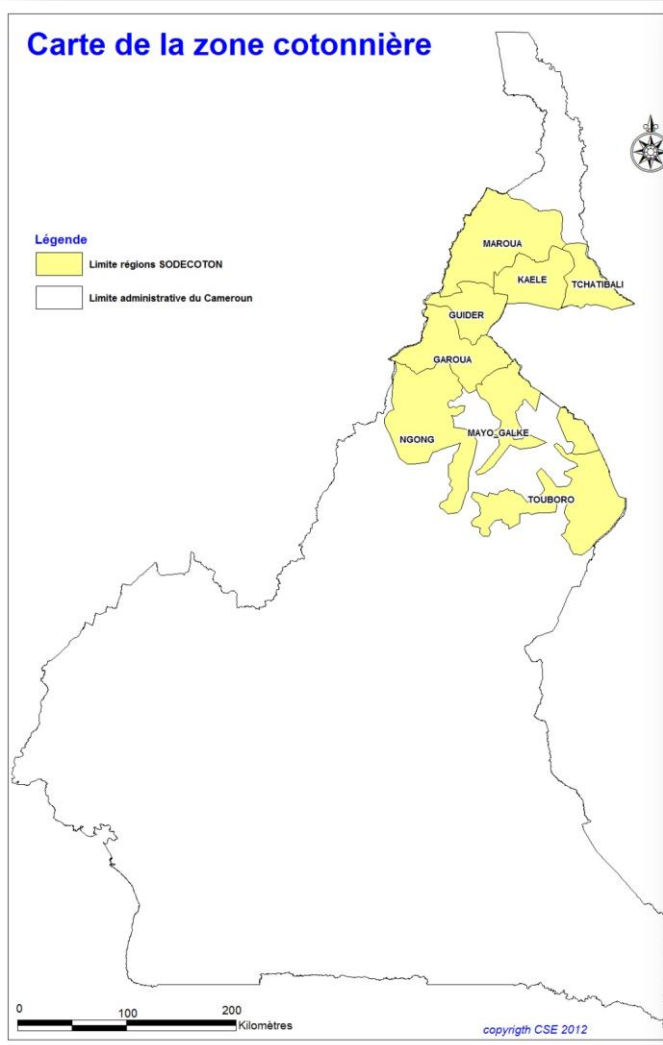 Carte de la zone cotonnière
Légende
Limite régions SODECOTON
Limite administrative du Cameroun
MAROUA
KAELE
TCHATIBALI
GUIDER
GAROUA
NGONG
MAYO_GALKE
TOUBORO
0
100
200
Kilomètres
copyrigth CSE 2012